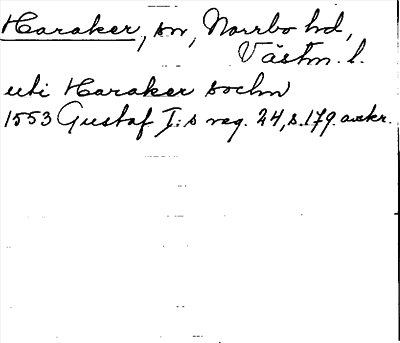 Haraker, sn, Norrbo hd,
Västm. l.
uti Haraker sochn
1553 Gustaf I:s reg. 24, s. 179. avskr.